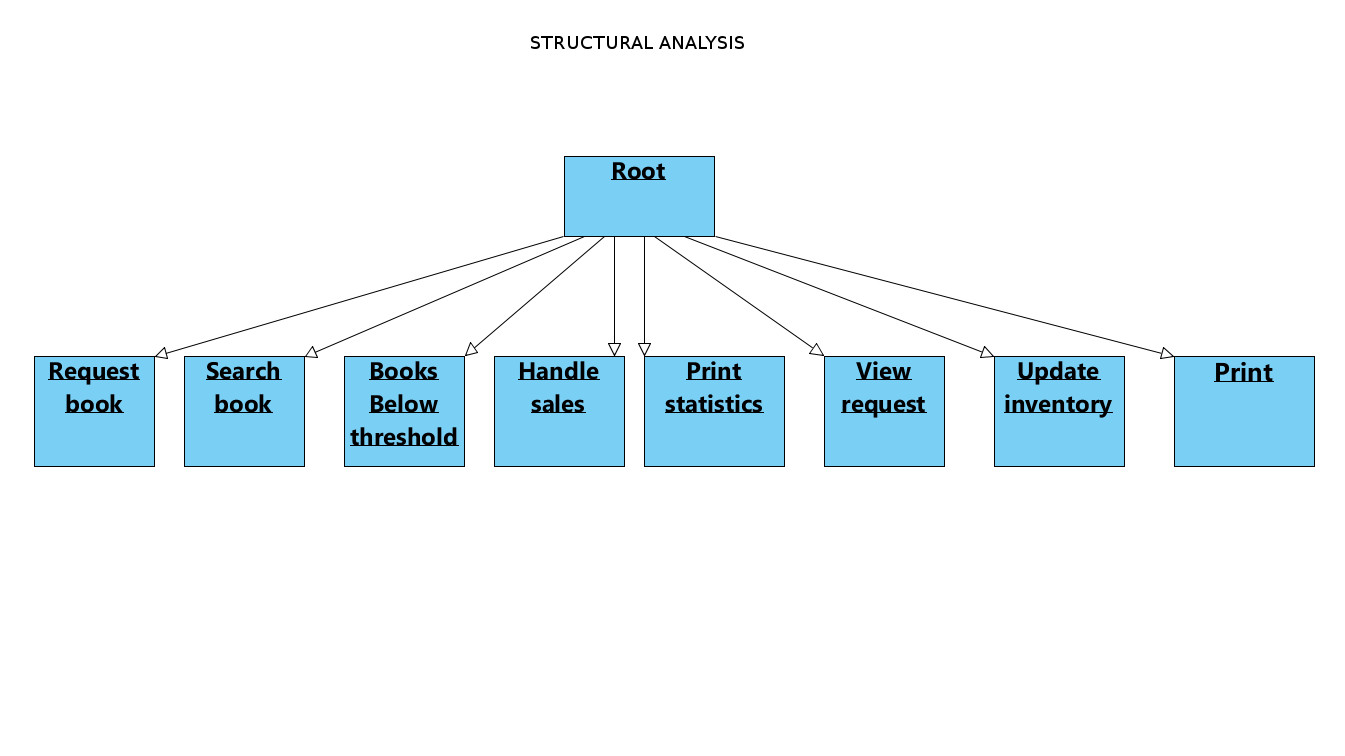 STRUCTURAL ANALYSIS
Root
Request
book
Search
book
Books
Below
threshold
Handle
sales
Print
statistics
View
request
Update
inventory
Print